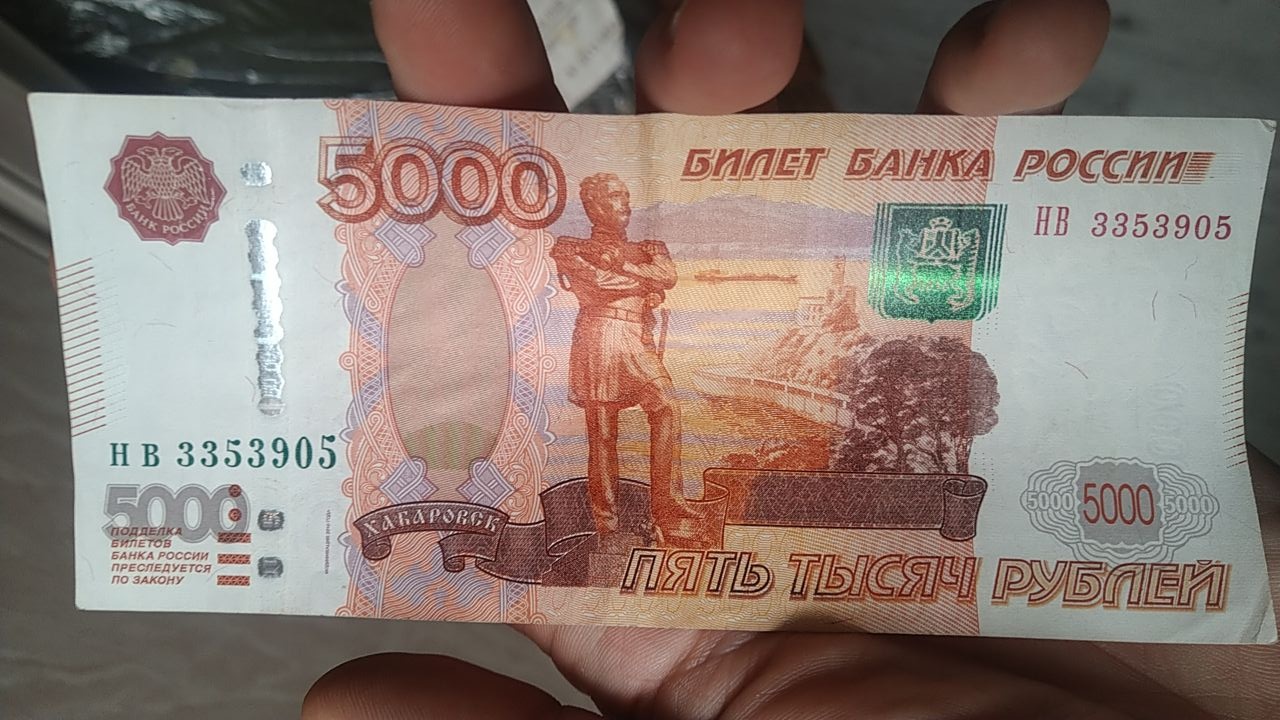 5000
БИЛЕТ БАНКА РОССИИ
БАНК РОССИИ
НВ 3353905
НВ 3353905
5000
ПОДДЕЛКА
БИЛЕТОВ
БАНКА РОССИИ
ПРЕСЛЕДУЕТСЯ
ПО ЗАКОНУ
ХАБАРОВСК
5000 5000 5000
ПЯТЬ ТЫСЯЧ РУБЛЕЙ